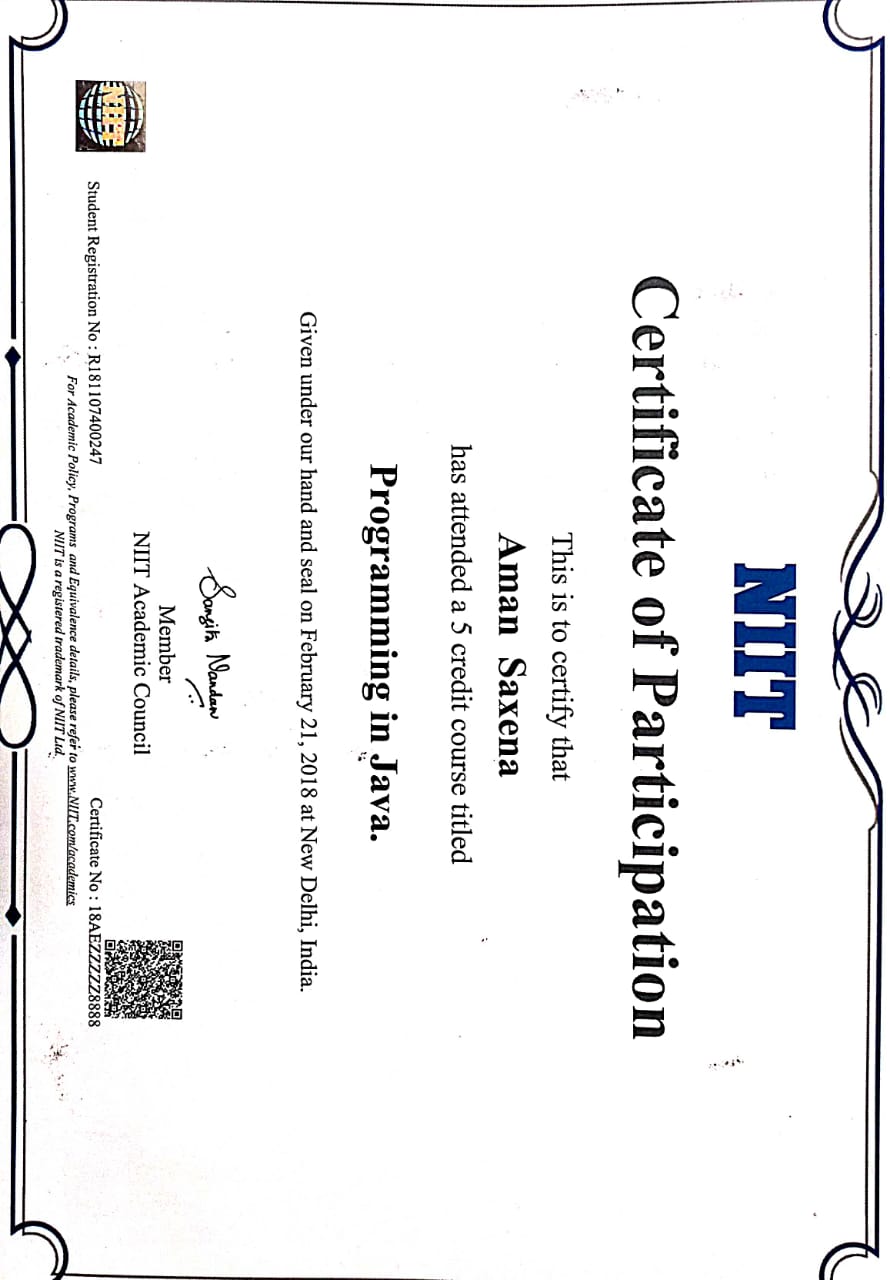 NIIT
Certificate of Participation
This is to certify that
Aman Saxena
has attended a 5 credit course titled
Programming in Java.
Given under our hand and seal on February 21, 2018 at New Delhi, India.
Sangita Nandan
Member
NIIT Academic Council
NIIT
Student Registration No : R181107400247
Certificate No : 18AEZZZZZ8888
For Academic Policy, Programs and Equivalence details, please refer to www.NIIT.com/academics
NIIT is a registered trademark of NIIT Ltd.